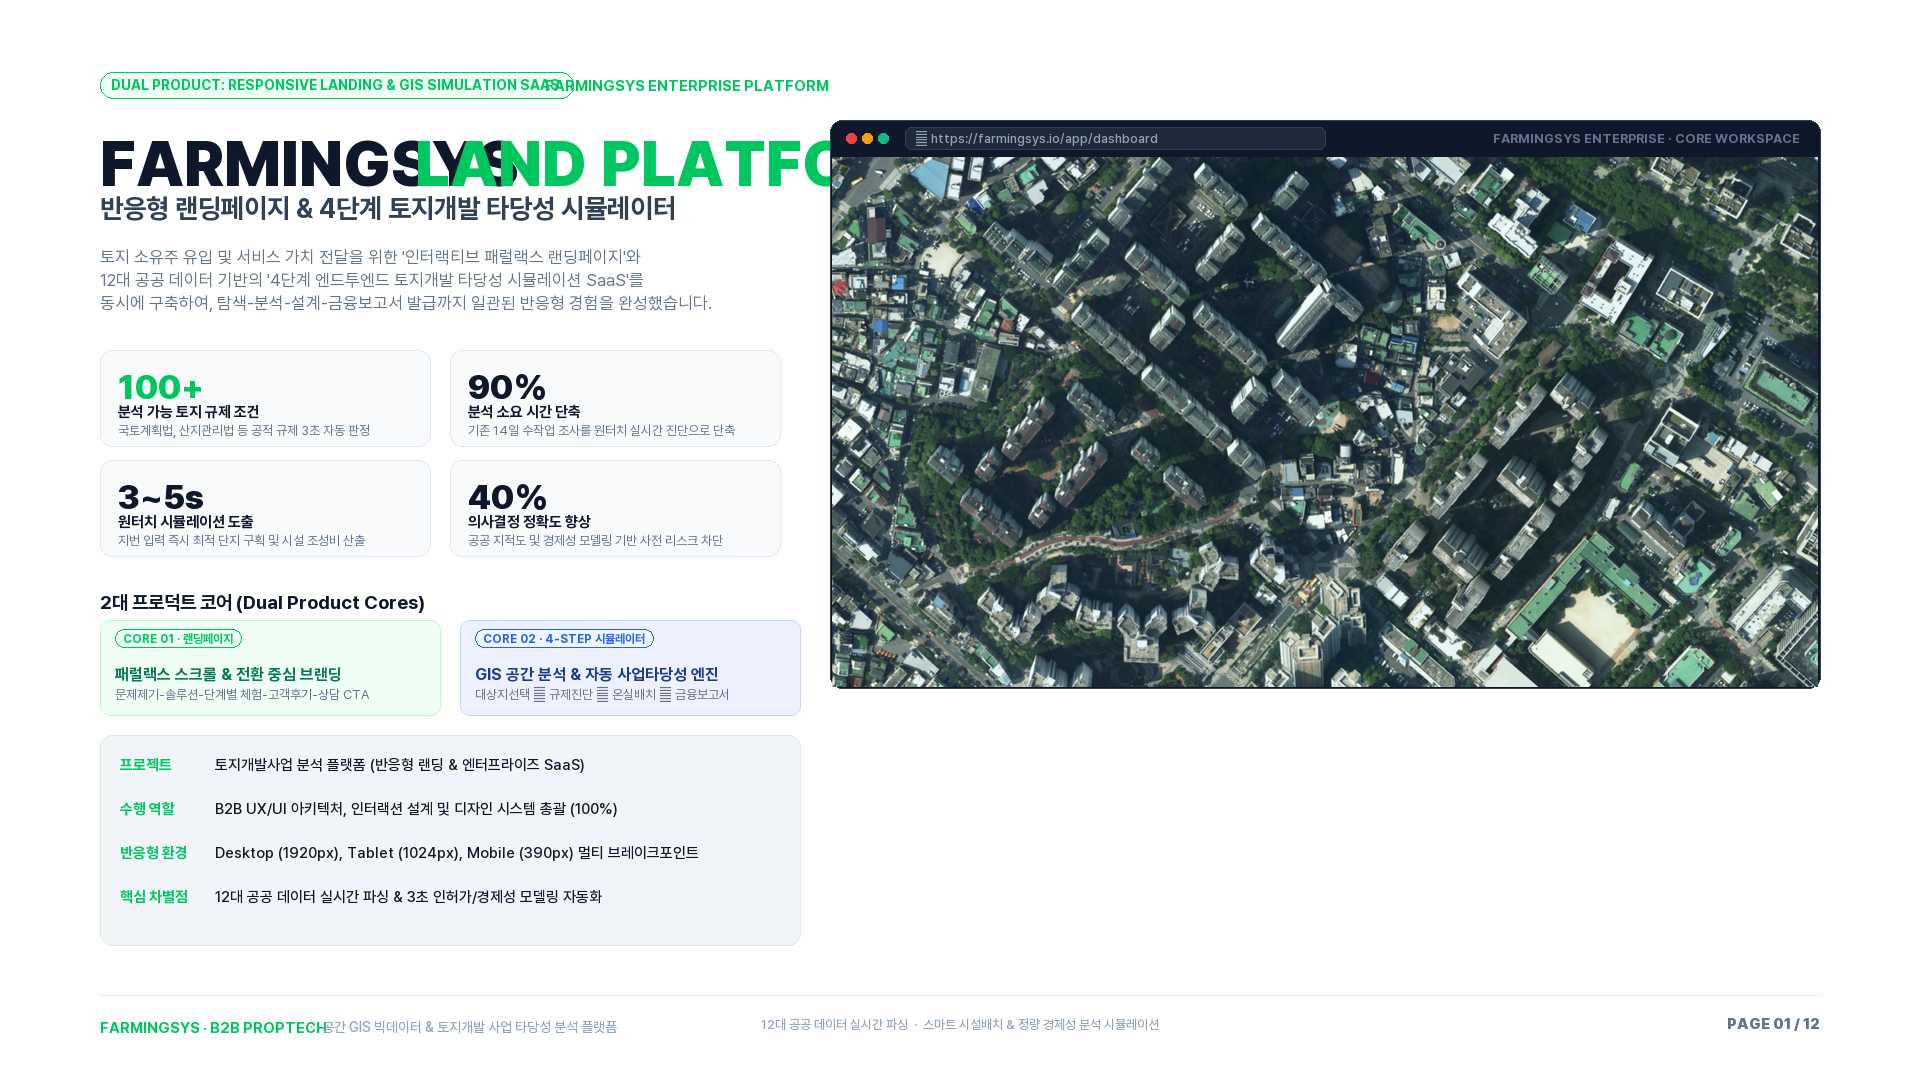 DUAL PRODUCT: RESPONSIVE LANDING & GIS SIMULATION SAAS
FARMINGSYS ENTERPRISE PLATFORM
FARMINGSYS
LAND PLATFO
반응형 랜딩페이지 & 4단계 토지개발 타당성 시뮬레이터
토지 소유주 유입 및 서비스 가치 전달을 위한 '인터랙티브 패럴랙스 랜딩페이지'와
12대 공공 데이터 기반의 '4단계 엔드투엔드 토지개발 타당성 시뮬레이션 SaaS'를
동시에 구축하여, 탐색-분석-설계-금융보고서 발급까지 일관된 반응형 경험을 완성했습니다.
100+
분석 가능 토지 규제 조건
국토계획법, 산지관리법 등 공적 규제 3초 자동 판정
90%
분석 소요 시간 단축
기존 14일 수작업 조사를 원터치 실시간 진단으로 단축
3~5s
원터치 시뮬레이션 도출
지번 입력 즉시 최적 단지 구획 및 시설 조성비 산출
40%
의사결정 정확도 향상
공공 지적도 및 경제성 모델링 기반 사전 리스크 차단
2대 프로덕트 코어 (Dual Product Cores)
CORE 01 · 랜딩페이지
패럴랙스 스크롤 & 전환 중심 브랜딩
문제제기-솔루션-단계별 체험-고객후기-상담 CTA
CORE 02 · 4-STEP 시뮬레이터
GIS 공간 분석 & 자동 사업타당성 엔진
대상지선택 ▤ 규제진단 ▤ 온실배치 ▤ 금융보고서
프로젝트 토지개발사업 분석 플랫폼 (반응형 랜딩 & 엔터프라이즈 SaaS)
수행 역할 B2B UX/UI 아키텍처, 인터랙션 설계 및 디자인 시스템 총괄 (100%)
반응형 환경 Desktop (1920px), Tablet (1024px), Mobile (390px) 멀티 브레이크포인트
핵심 차별점 12대 공공 데이터 실시간 파싱 & 3초 인허가/경제성 모델링 자동화
https://farmingsys.io/app/dashboard
FARMINGSYS ENTERPRISE · CORE WORKSPACE
FARMINGSYS · B2B PROPTECH
공간 GIS 빅데이터 & 토지개발 사업 타당성 분석 플랫폼
12대 공공 데이터 실시간 파싱 · 스마트 시설배치 & 정량 경제성 분석 시뮬레이션
PAGE 01 / 12